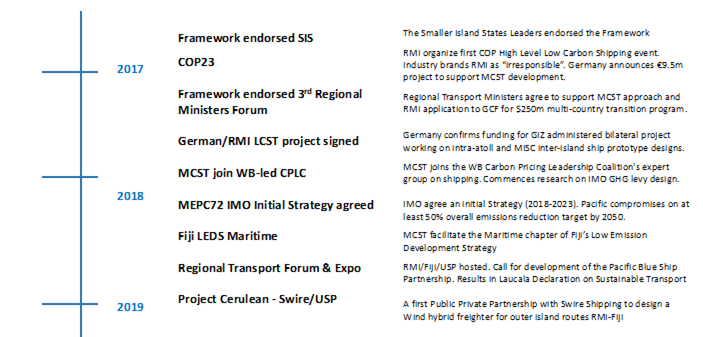 Framework endorsed SIS
The Smaller Island States Leaders endorsed the Framework
COP23
RMI organize first COP High Level Low Carbon Shipping event.
Industry brands RMI as "irresponsible". Germany announces €9.5m
project to support MCST development.
2017
Framework endorsed 3rd Regional
Ministers Forum
Regional Transport Ministers agree to support MCST approach and
RMI application to GCF for $250m multi-country transition program.
German/RMI LCST project signed
Germany confirms funding for GIZ administered bilateral project
working on intra-atoll and MISC inter-island ship prototype designs.
MCST join WB-led CPLC
MCST joins the WB Carbon Pricing Leadership Coalition's expert
group on shipping. Commences research on IMO GHG levy design.
2018
MEPC72 IMO Initial Strategy agreed
IMO agree an Initial Strategy (2018-2023). Pacific compromises on at
least 50% overall emissions reduction target by 2050.
Fiji LEDS Maritime
MCST facilitate the Maritime chapter of Fiji's Low Emission
Development Strategy
Regional Transport Forum & Expo
RMI/Fiji/USP hosted. Call for development of the Pacific Blue Ship
Partnership. Results in Laucala Declaration on Sustainable Transport
2019
Project Cerulean - Swire/USP
A first Public Private Partnership with Swire Shipping to design a
Wind hybrid freighter for outer island routes RMI-Fiji